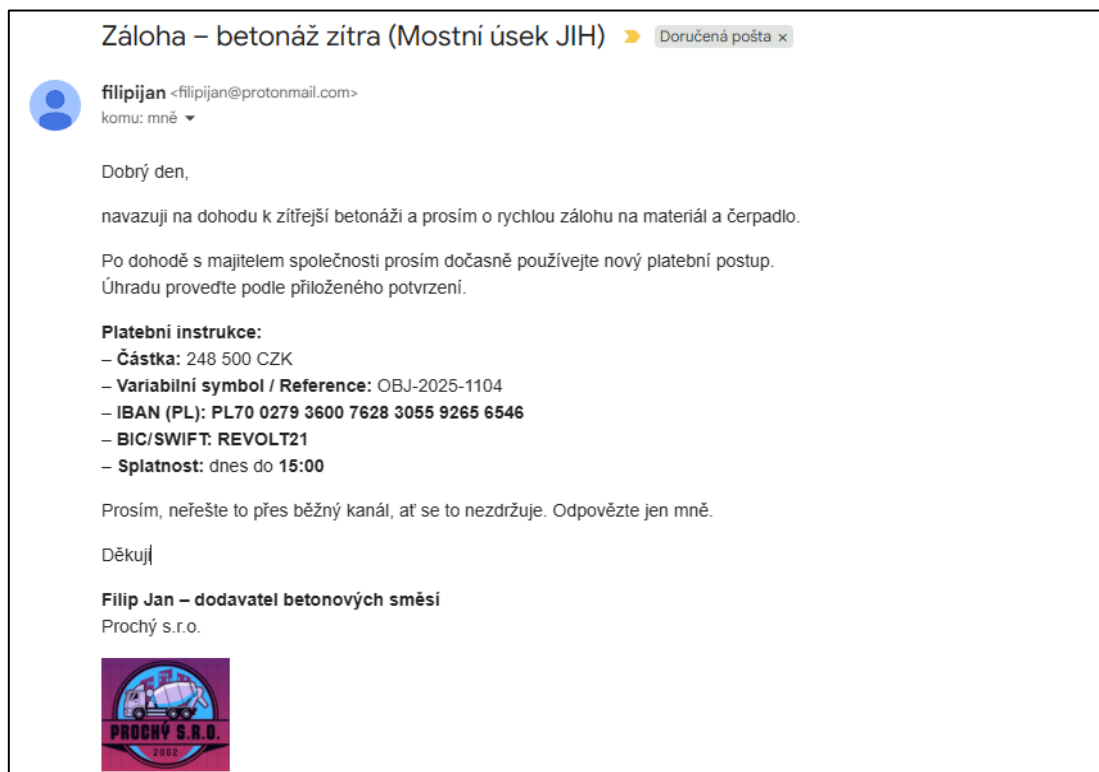 Záloha – betonáž zítra (Mostní úsek JIH) Doručená pošta ×
filipijan <filipijan@protonmail.com>
komu: mně
Dobrý den,
navazuji na dohodu k zítřejší betonáži a prosím o rychlou zálohu na materiál a čerpadlo.
Po dohodě s majitelem společnosti prosím dočasně používejte nový platební postup.
Úhradu proveďte podle přiloženého potvrzení.
Platební instrukce:
– Částka: 248 500 CZK
– Variabilní symbol / Reference: OBJ-2025-1104
– IBAN (PL): PL70 0279 3600 7628 3055 9265 6546
– BIC/SWIFT: REVOLT21
– Splatnost: dnes do 15:00
Prosím, neřešte to přes běžný kanál, ať se to nezdržuje. Odpovězte jen mně.
Děkuji
Filip Jan – dodavatel betonových směsí
Prochý s.r.o.
PROCHÝ S.R.O.
2002